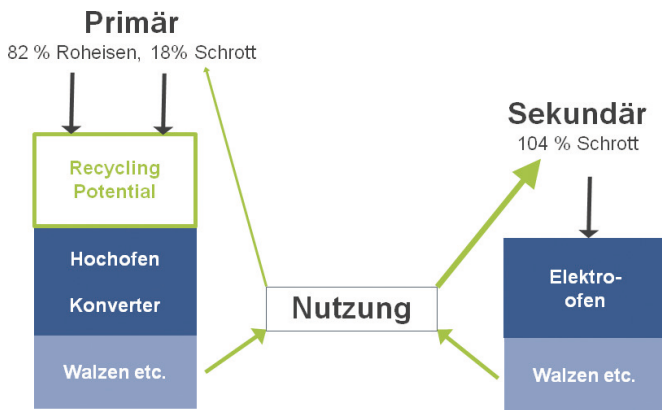 Primär
82 % Roheisen, 18% Schrott
Recycling
Potential
Hochofen
Konverter
Walzen etc.
Nutzung
Sekundär
104 % Schrott
Elektro-
ofen
Walzen etc.